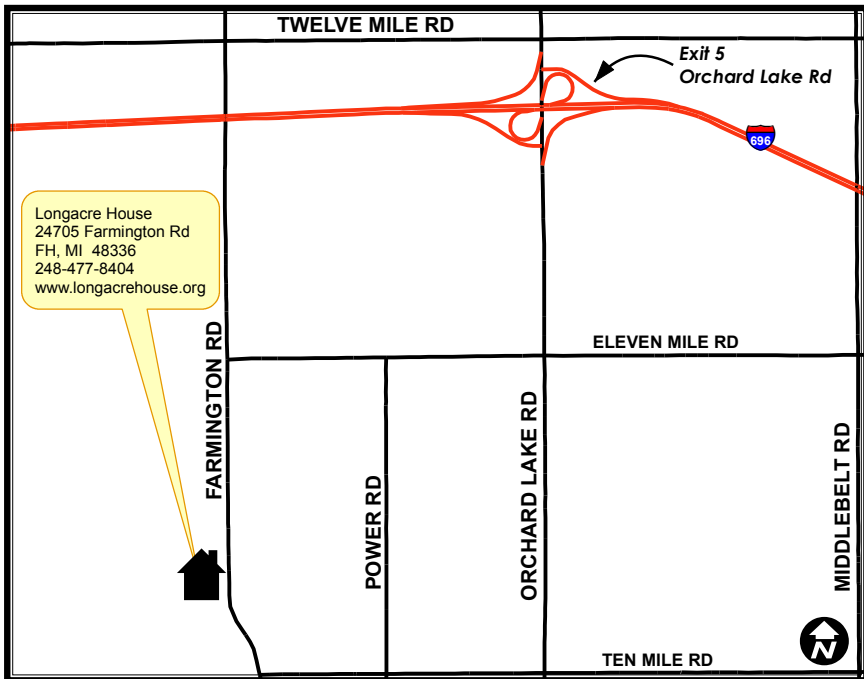 TWELVE MILE RD
Exit 5
Orchard Lake Rd
696
Longacre House
24705 Farmington Rd
FH, MI 48336
248-477-8404
www.longacrehouse.org
ELEVEN MILE RD
FARMINGTON RD
POWER RD
ORCHARD LAKE RD
MIDDLEBELT RD
TEN MILE RD
N